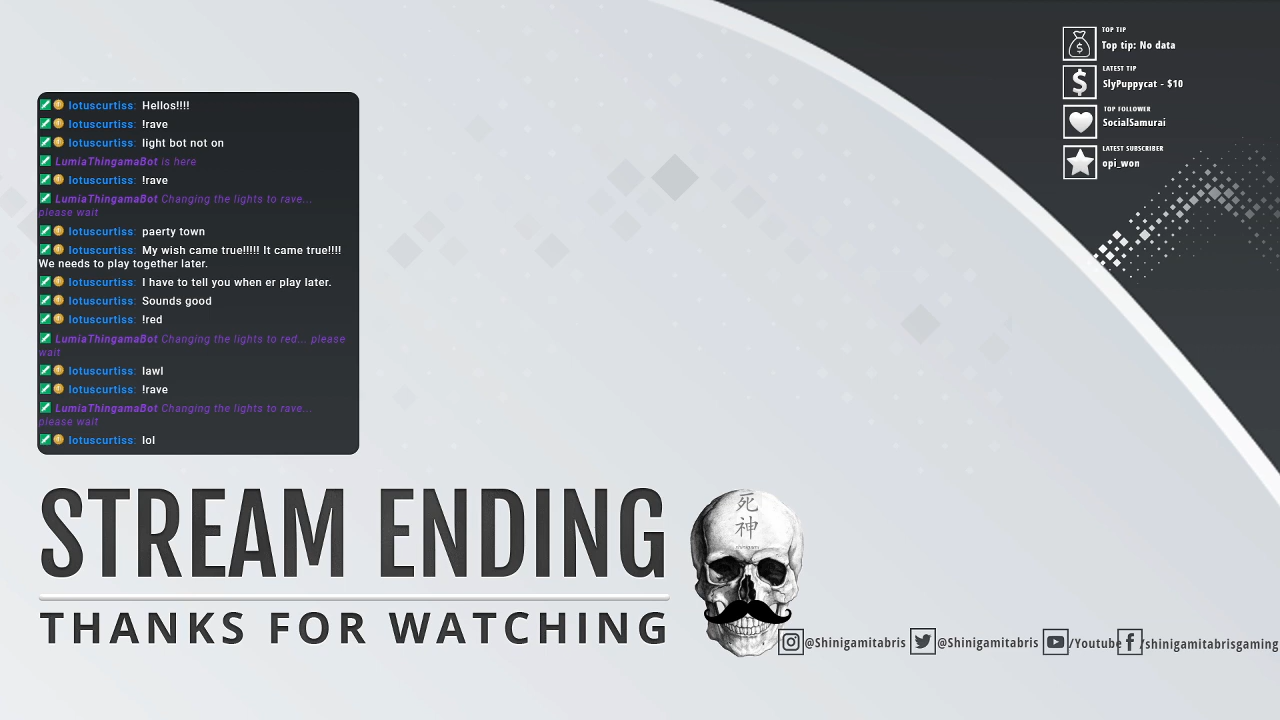 lotuscurtiss: Hellos!!!!
lotuscurtiss: !rave
lotuscurtiss: light bot not on
LumiaThingamaBot is here
lotuscurtiss: !rave
LumiaThingamaBot Changing the lights to rave...
please wait
lotuscurtiss: paerty town
lotuscurtiss: My wish came true!!!!! It came true!!!!
We needs to play together later.
lotuscurtiss: I have to tell you when er play later.
lotuscurtiss: Sounds good
lotuscurtiss: !red
LumiaThingamaBot Changing the lights to red... please
wait
lotuscurtiss: lawl
lotuscurtiss: !rave
LumiaThingamaBot Changing the lights to rave...
please wait
lotuscurtiss: lol
TOP TIP
Top tip: No data
LATEST TIP
SlyPuppycat - $10
TOP FOLLOWER
SocialSamurai
LATEST SUBSCRIBER
opi_won
STREAM ENDING
THANKS FOR WATCHING
死
神
shinigami
@Shinigamitabris @Shinigamitabris /Youtube /shinigamitabrisgaming